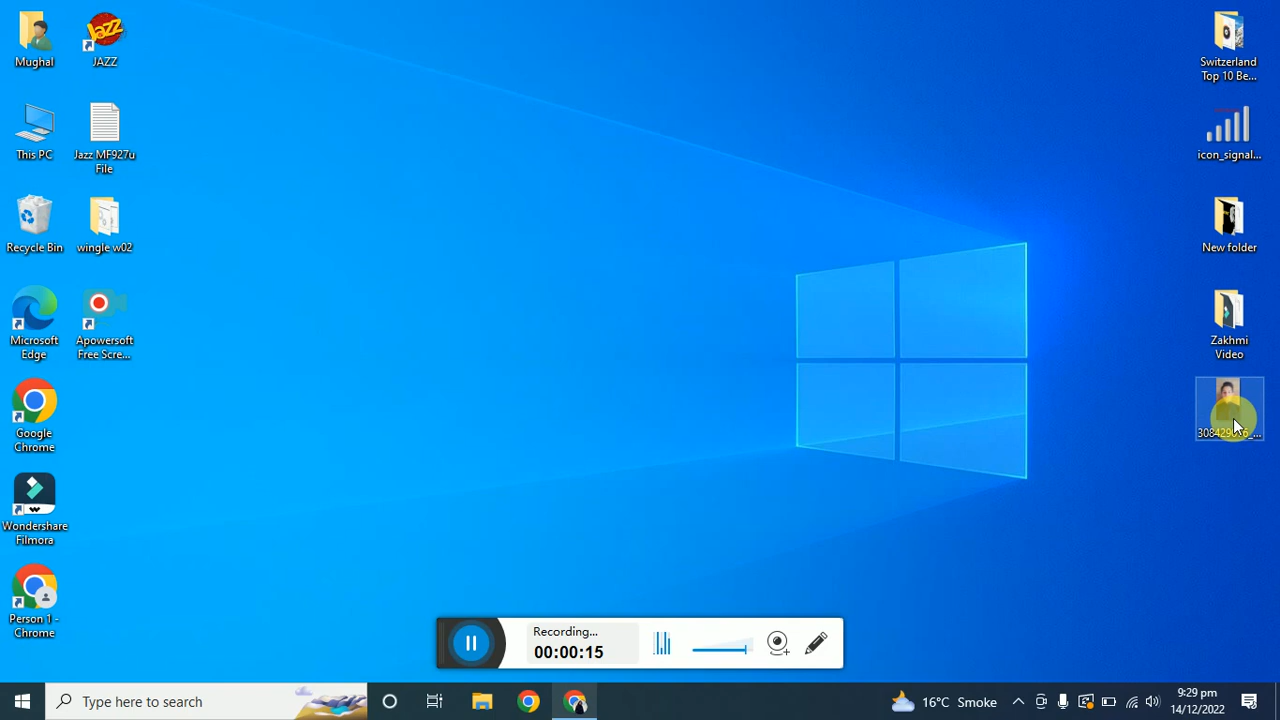 Mughal
JAZZ
This PC
Jazz MF927u
File
Recycle Bin
wingle w02
Microsoft
Edge
Apowersoft
Free Scre...
Google
Chrome
Wondershare
Filmora
Person 1 -
Chrome
Switzerland
Top 10 Be...
icon_signal...
New folder
Zakhmi
Video
Recording...
00:00:15
Type here to search
16°C Smoke
9:29 pm
14/12/2022